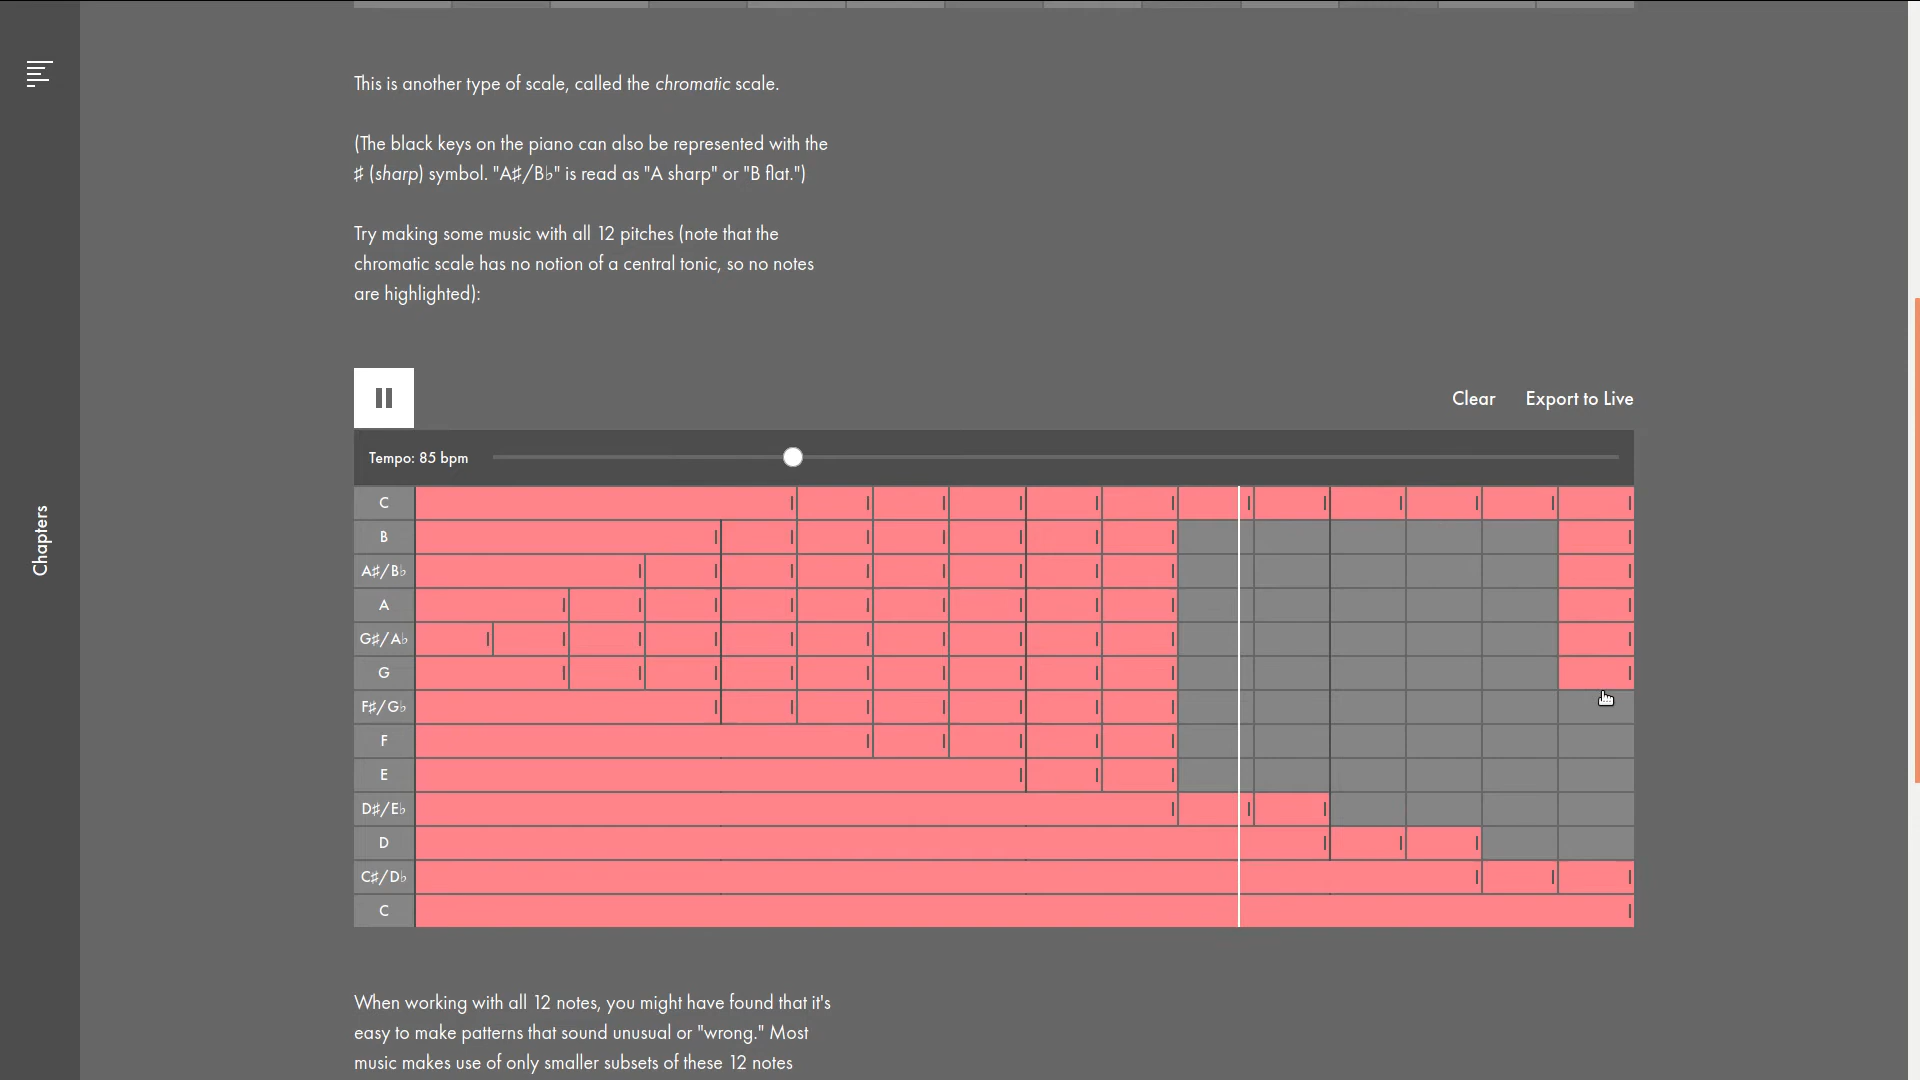 This is another type of scale, called the chromatic scale.
(The black keys on the piano can also be represented with the
♯ (sharp) symbol. "A♯/B♭" is read as "A sharp" or "B flat.")
Try making some music with all 12 pitches (note that the
chromatic scale has no notion of a central tonic, so no notes
are highlighted):
Clear
Export to Live
Tempo: 85 bpm
C
B
A♯/B♭
A
G♯/A♭
G
F♯/G♭
F
E
D♯/E♭
D
C♯/D♭
C
Chapters
When working with all 12 notes, you might have found that it's
easy to make patterns that sound unusual or "wrong." Most
music makes use of only smaller subsets of these 12 notes